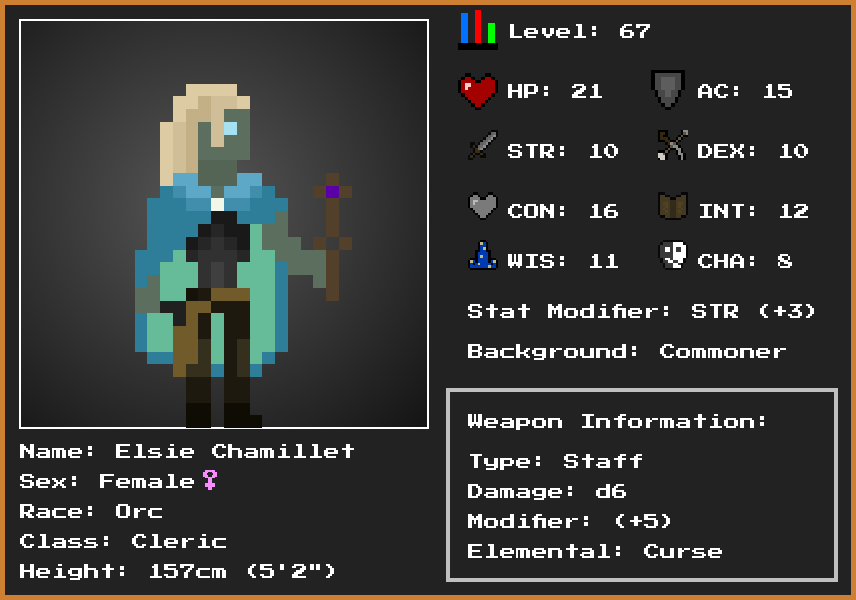 Level: 67
HP: 21
AC: 15
STR: 10
DEX: 10
CON: 16
INT: 12
WIS: 11
CHA: 8
Stat Modifier: STR (+3)
Background: Commoner
Weapon Information:
Type: Staff
Damage: d6
Modifier: (+5)
Elemental: Curse
Name: Elsie Chamillet
Sex: Female♀
Race: Orc
Class: Cleric
Height: 157cm (5'2")